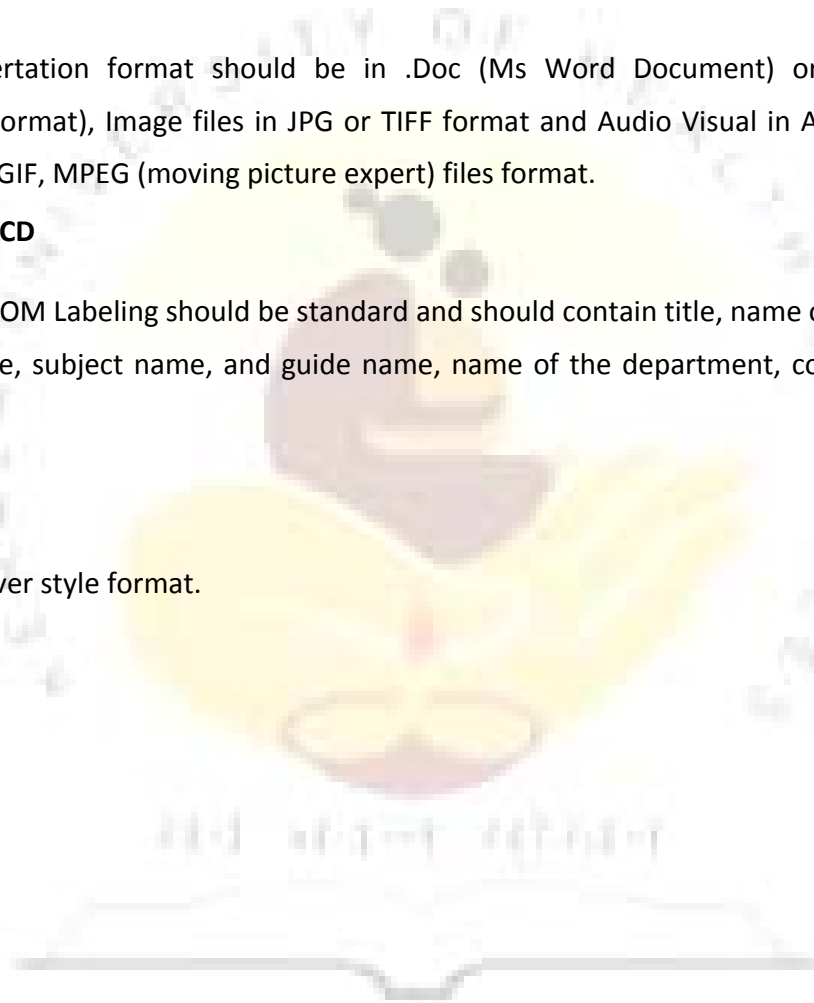 ertation format should be in .Doc (Ms Word Document) or
ormat), Image files in JPG or TIFF format and Audio Visual in A
GIF, MPEG (moving picture expert) files format.
CD
OM Labeling should be standard and should contain title, name
e, subject name, and guide name, name of the department, co
ver style format.